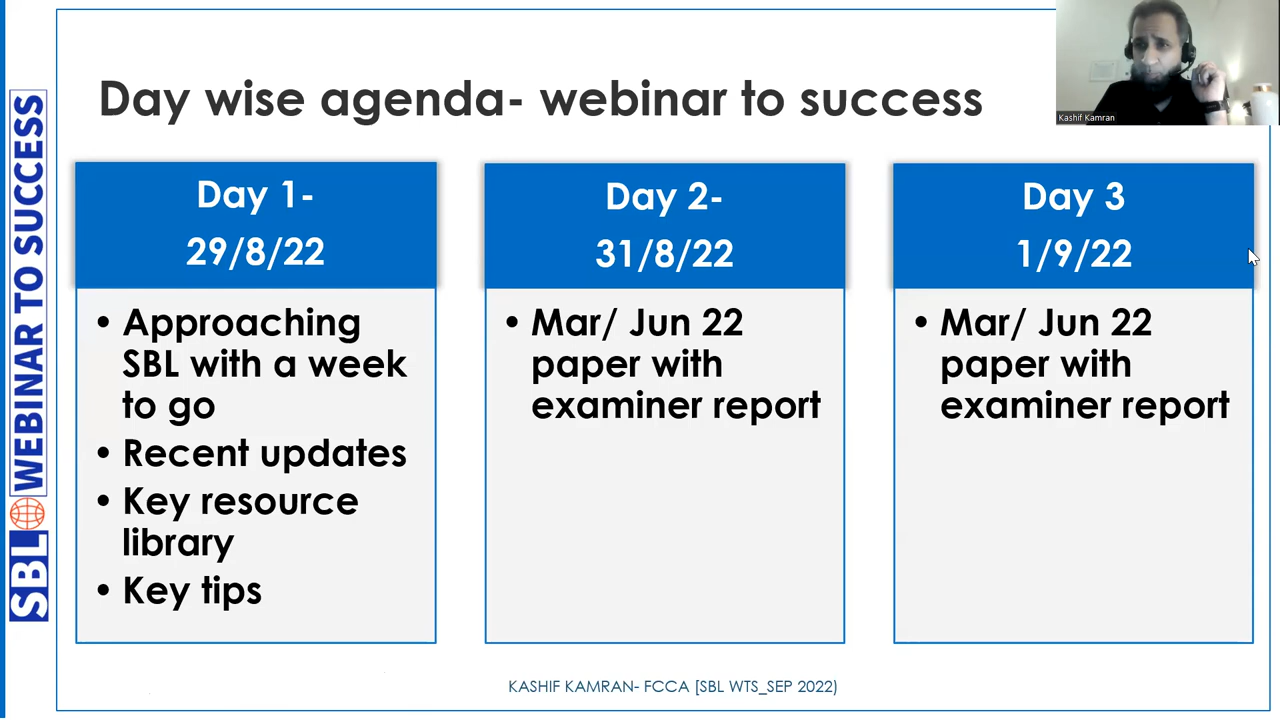 Day wise agenda- webinar to success
Kashif Kamran
SBL WEBINAR TO SUCCESS
Day 1-
29/8/22
• Approaching
SBL with a week
to go
• Recent updates
• Key resource
library
• Key tips
Day 2-
31/8/22
• Mar/ Jun 22
paper with
examiner report
Day 3
1/9/22
• Mar/ Jun 22
paper with
examiner report
KASHIF KAMRAN- FCCA [SBL WTS_SEP 2022)